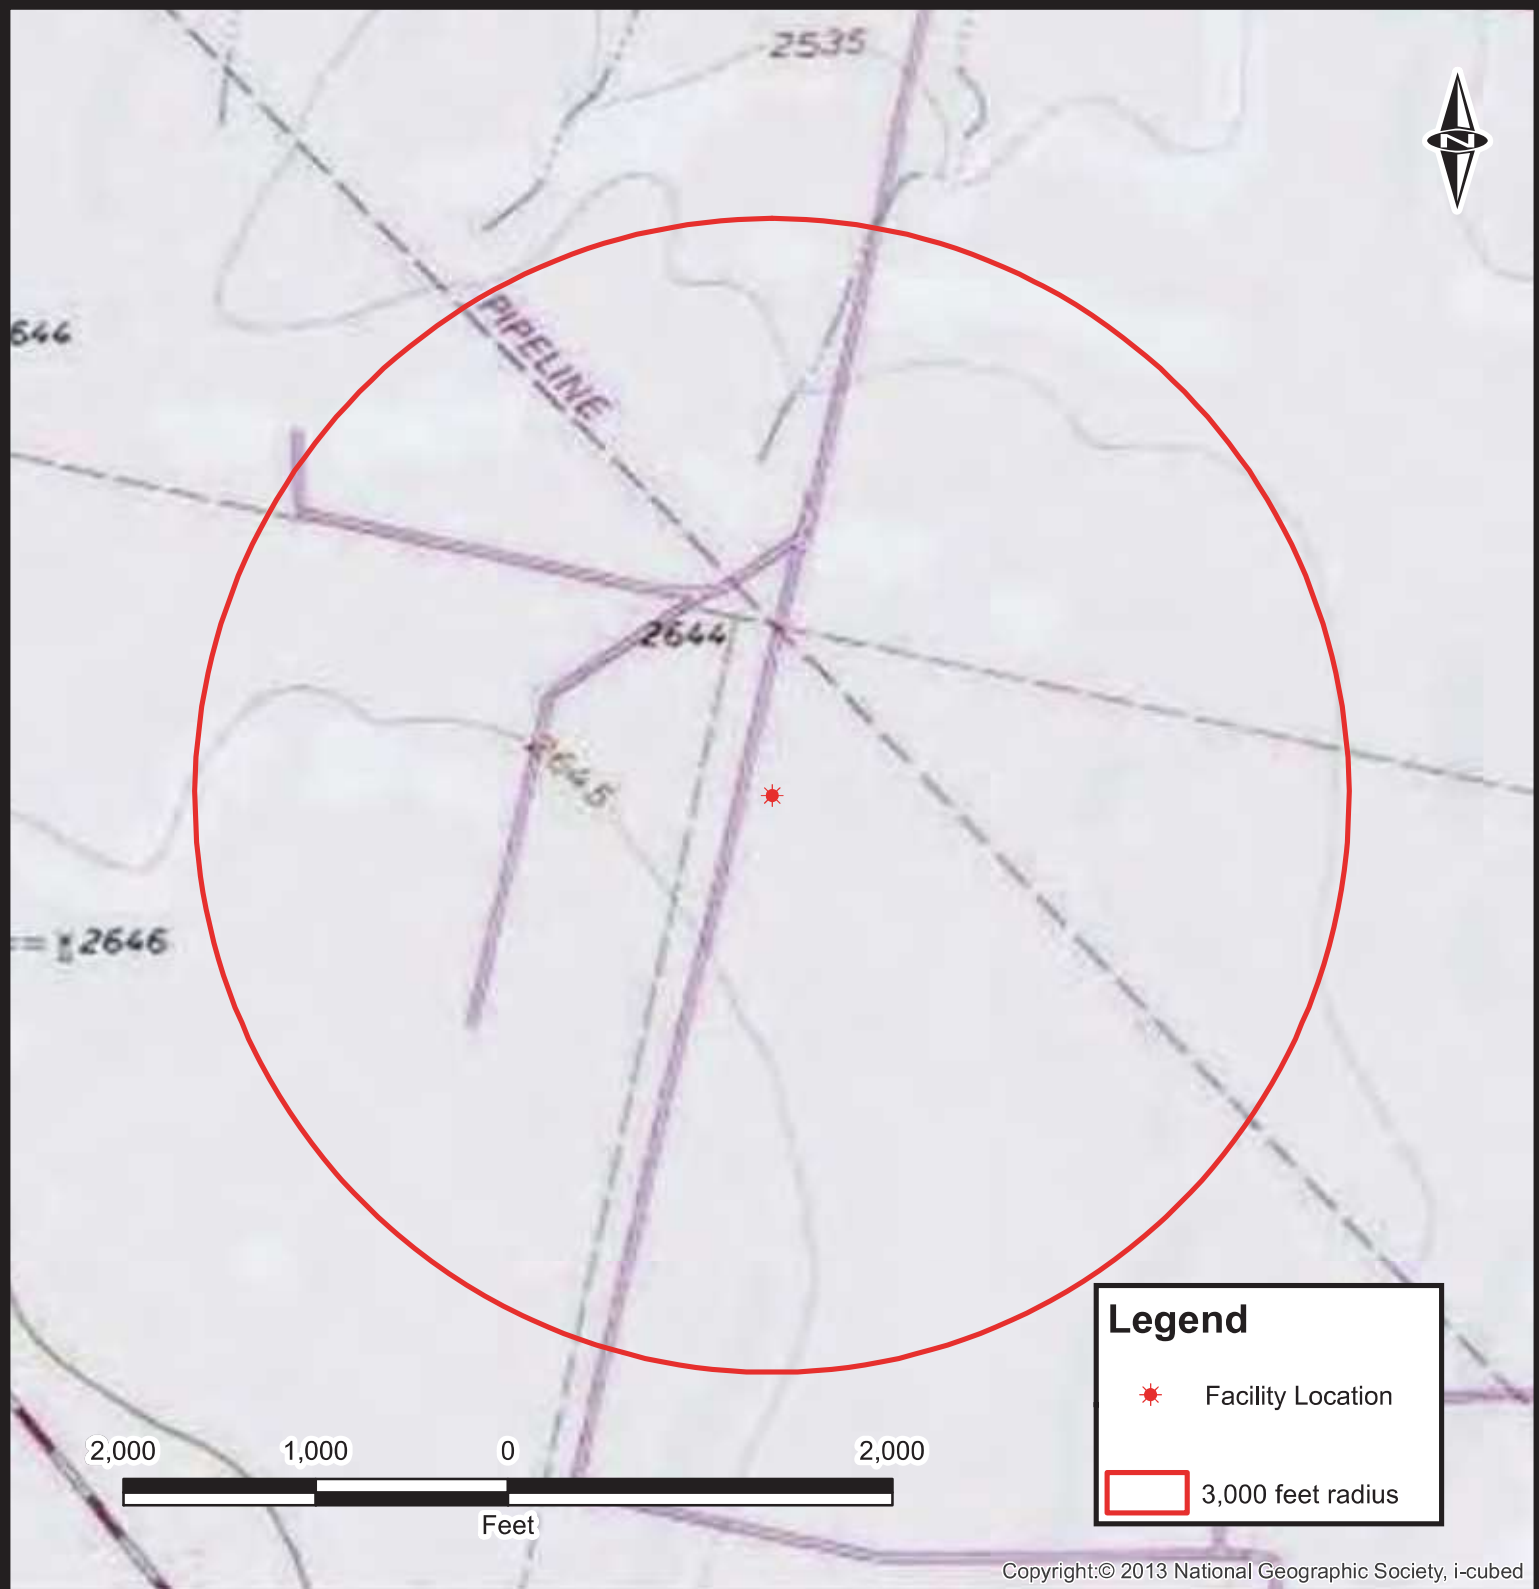 2535
N
PIPELINE
644
2644
2645
2646
Legend
Facility Location
3,000 feet radius
2,000 1,000 0 2,000
Feet
Copyright:© 2013 National Geographic Society, i-cubed